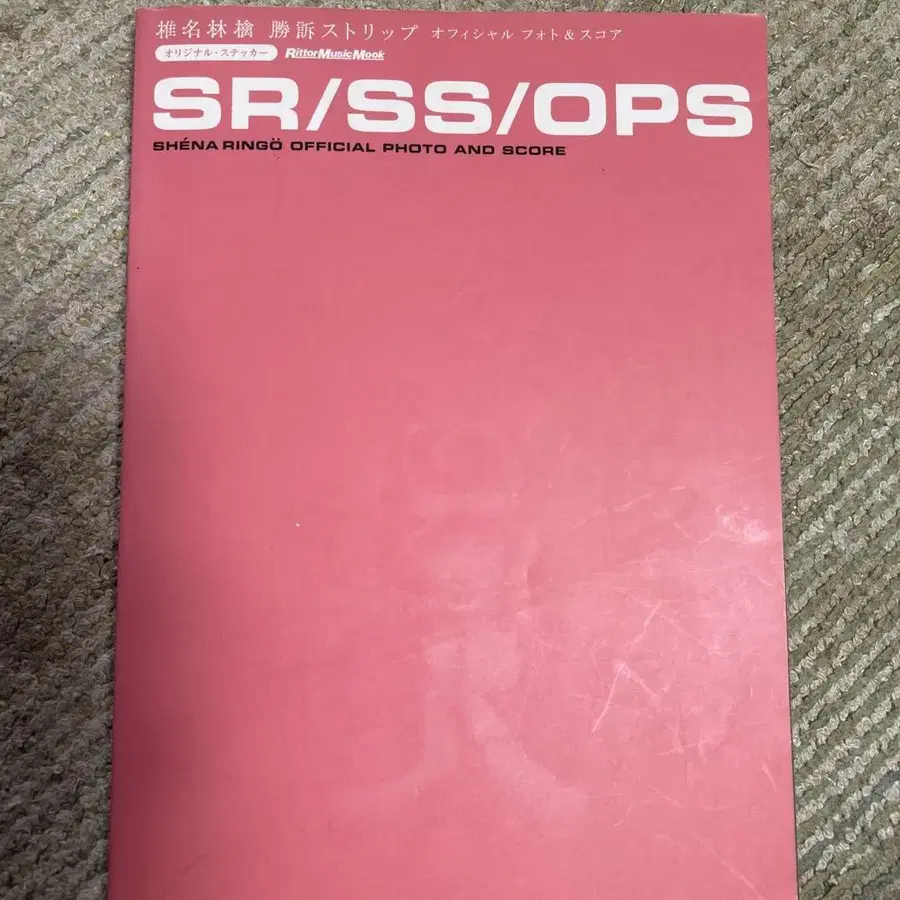 椎名林檎 勝訴ストリップ オフィシャル フォト&スコア
オリジナル・ステッカー RittorMusicMook
SR/SS/OPS
SHÉNA RINGÖ OFFICIAL PHOTO AND SCORE